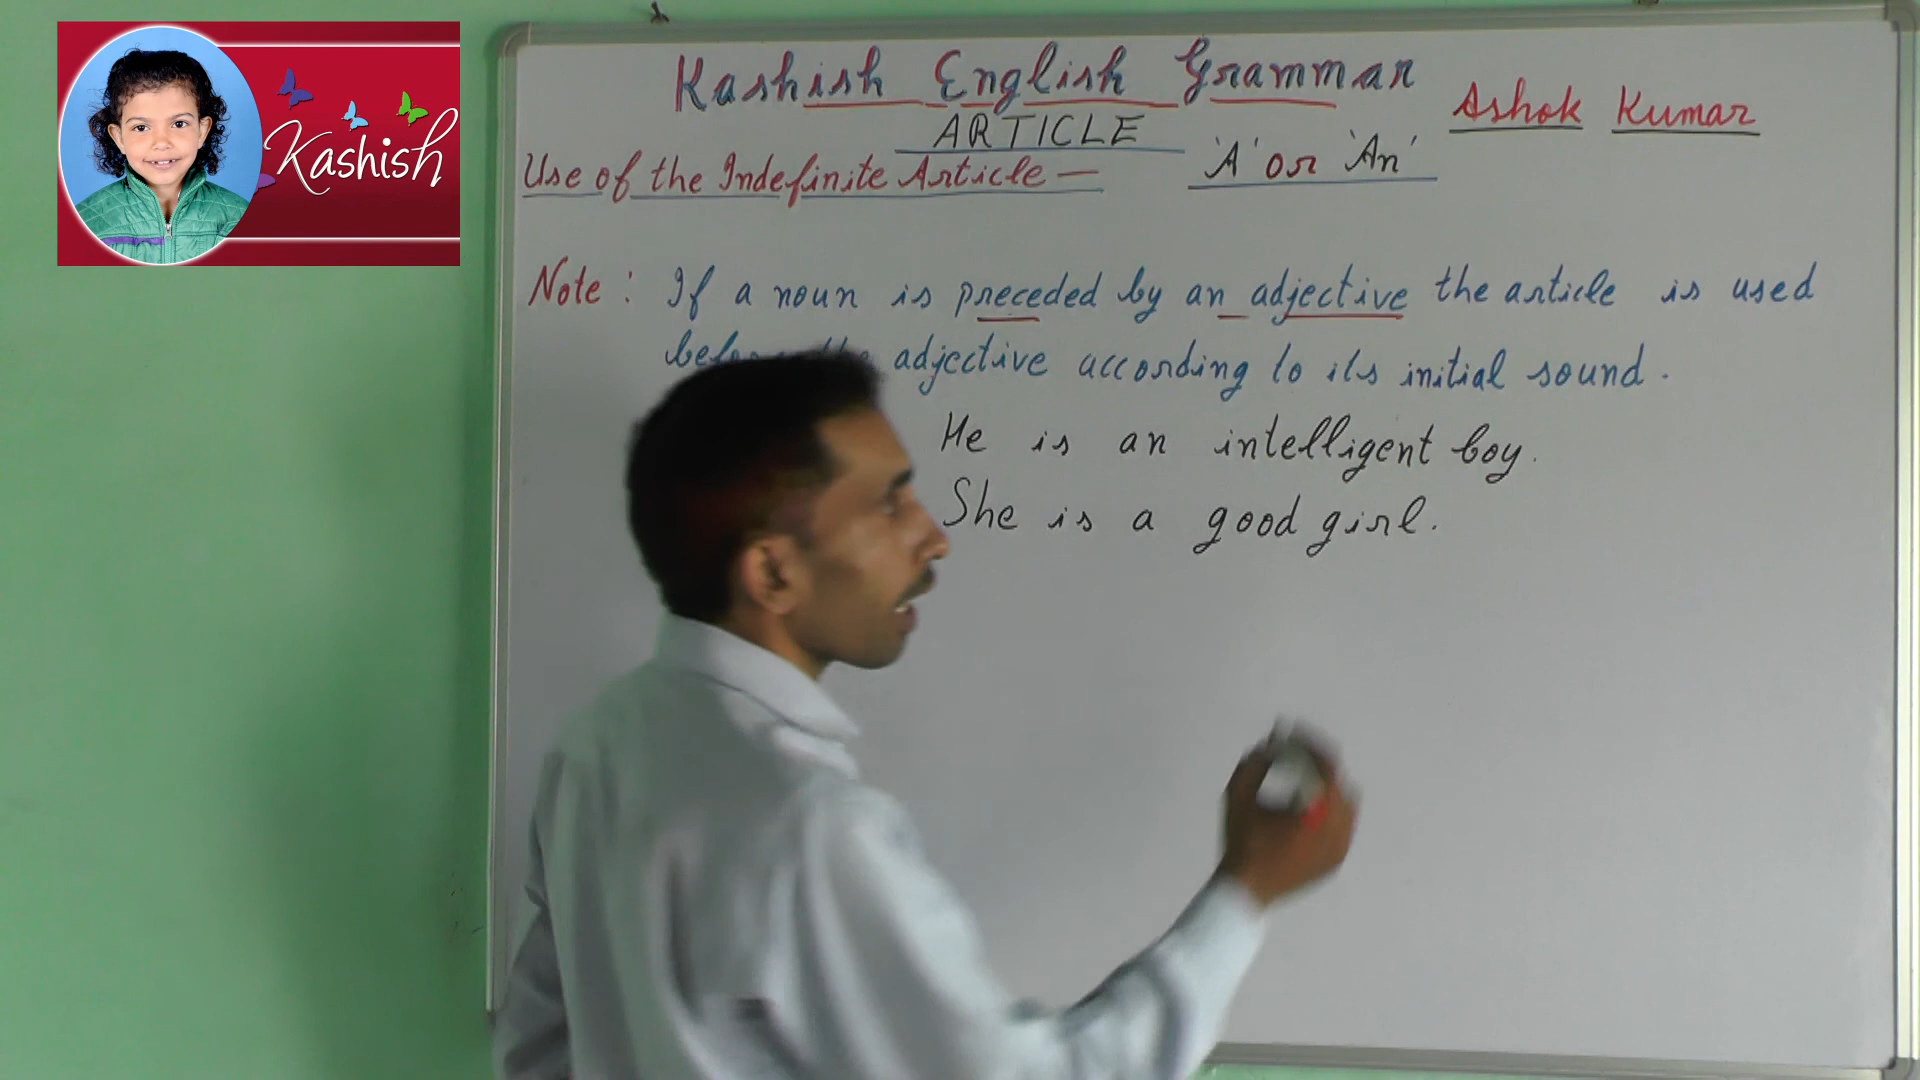 Kashish
Kashish English Grammar
Ashok Kumar
ARTICLE
Use of the Indefinite Article — 'A' or 'An'
Note : If a noun is preceded by an adjective the article is used
before the adjective according to its initial sound.
He is an intelligent boy.
She is a good girl.